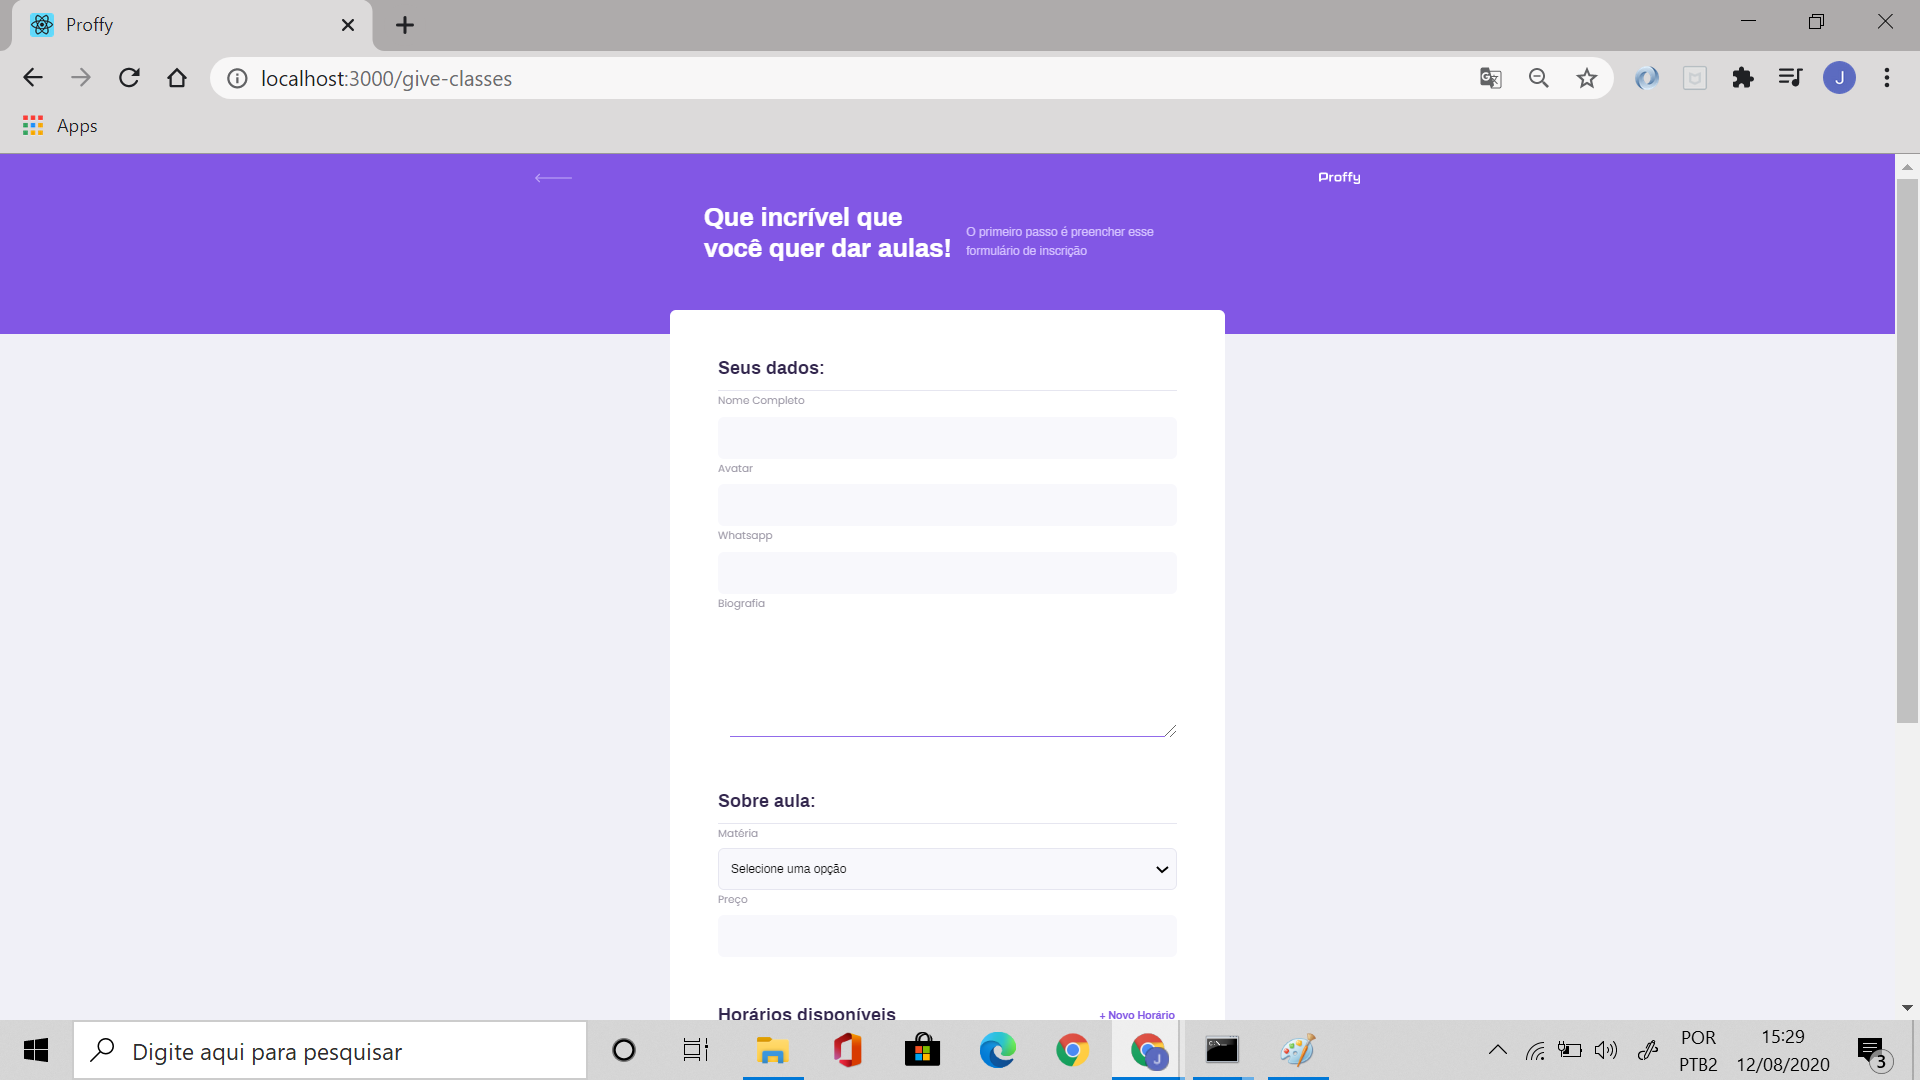 Proffy
localhost:3000/give-classes
J
Apps
Proffy
Que incrível que
você quer dar aulas!
O primeiro passo é preencher esse
formulário de inscrição
Seus dados:
Nome Completo
Avatar
Whatsapp
Biografia
Sobre aula:
Matéria
Selecione uma opção
Preço
Horários disponíveis
+ Novo Horário
Digite aqui para pesquisar
J
POR
PTB2
15:29
12/08/2020
3